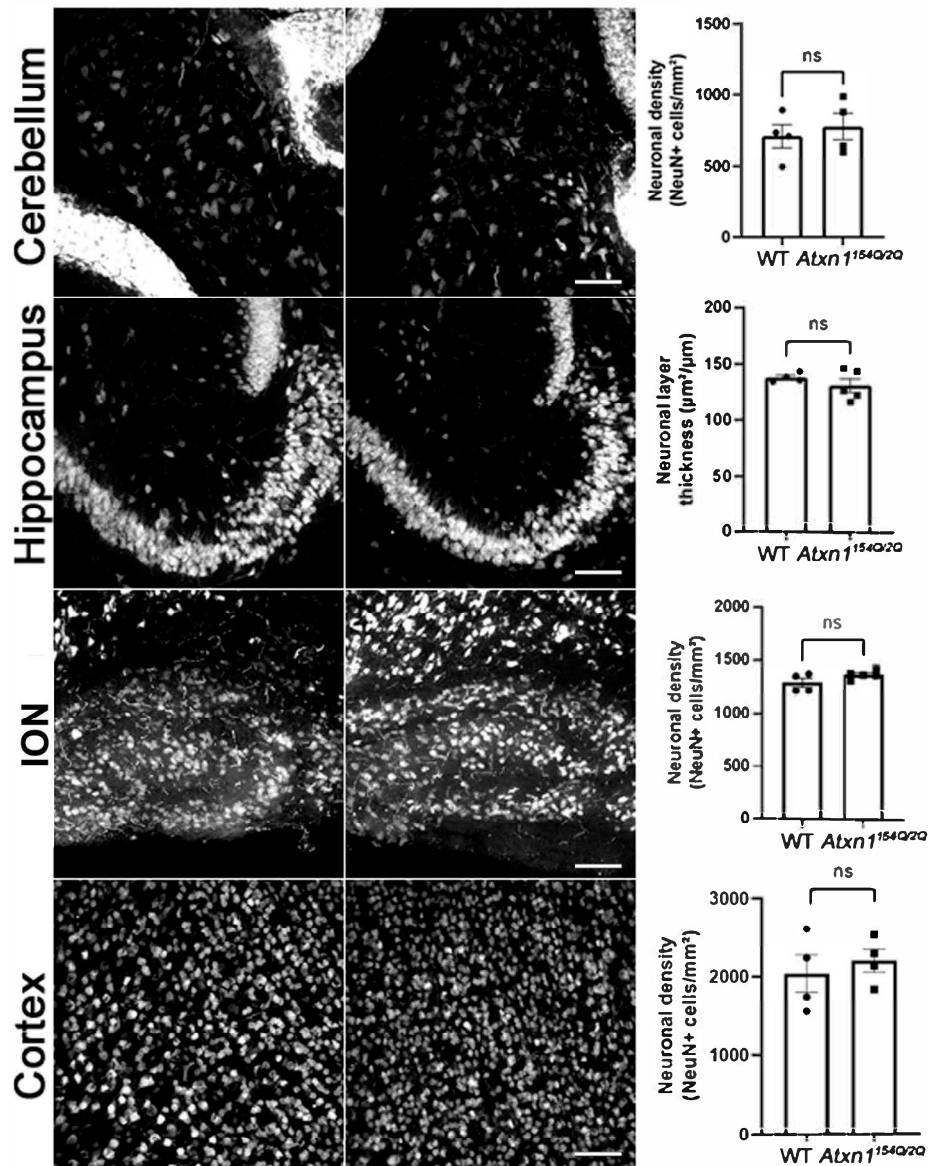 Cerebellum
1500
1000
500
0
Neuronal density
(NeuN+ cells/mm²)
ns
WT Atxn1¹⁵⁴Q/²Q
Hippocampus
200
150
100
50
0
Neuronal layer
thickness (µm²/µm)
ns
WT Atxn1¹⁵⁴Q/²Q
ION
2000
1500
1000
500
0
Neuronal density
(NeuN+ cells/mm²)
ns
WT Atxn1¹⁵⁴Q/²Q
Cortex
3000
2000
1000
0
Neuronal density
(NeuN+ cells/mm²)
ns
WT Atxn1¹⁵⁴Q/²Q